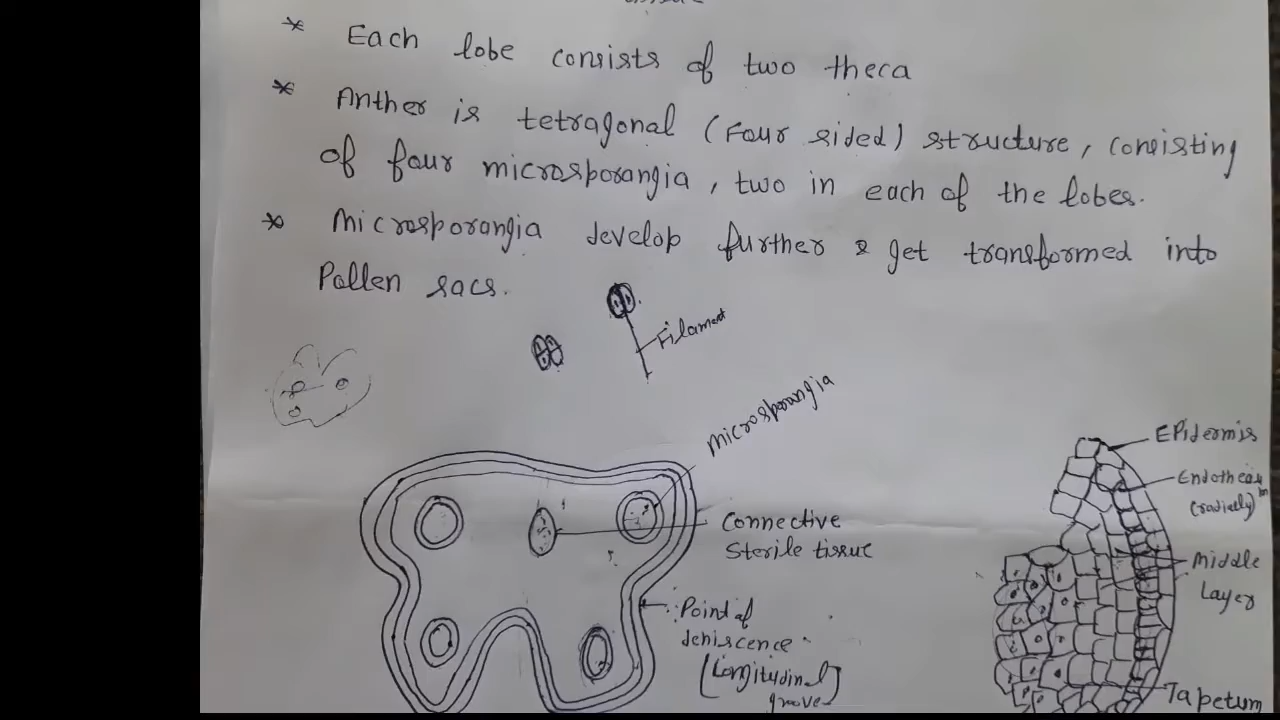 * Each lobe consists of two theca
* Anther is tetragonal (Four sided) structure, consisting
of four microsporangia, two in each of the lobes.
* Microsporangia develop further & get transformed into
Pollen sacs.
Filament
Microsporangia
Epidermis
Endothecium
(radially)
Connective
Sterile tissue
Middle
Layer
Point of
dehiscence
[Longitudinal
groove
Tapetum